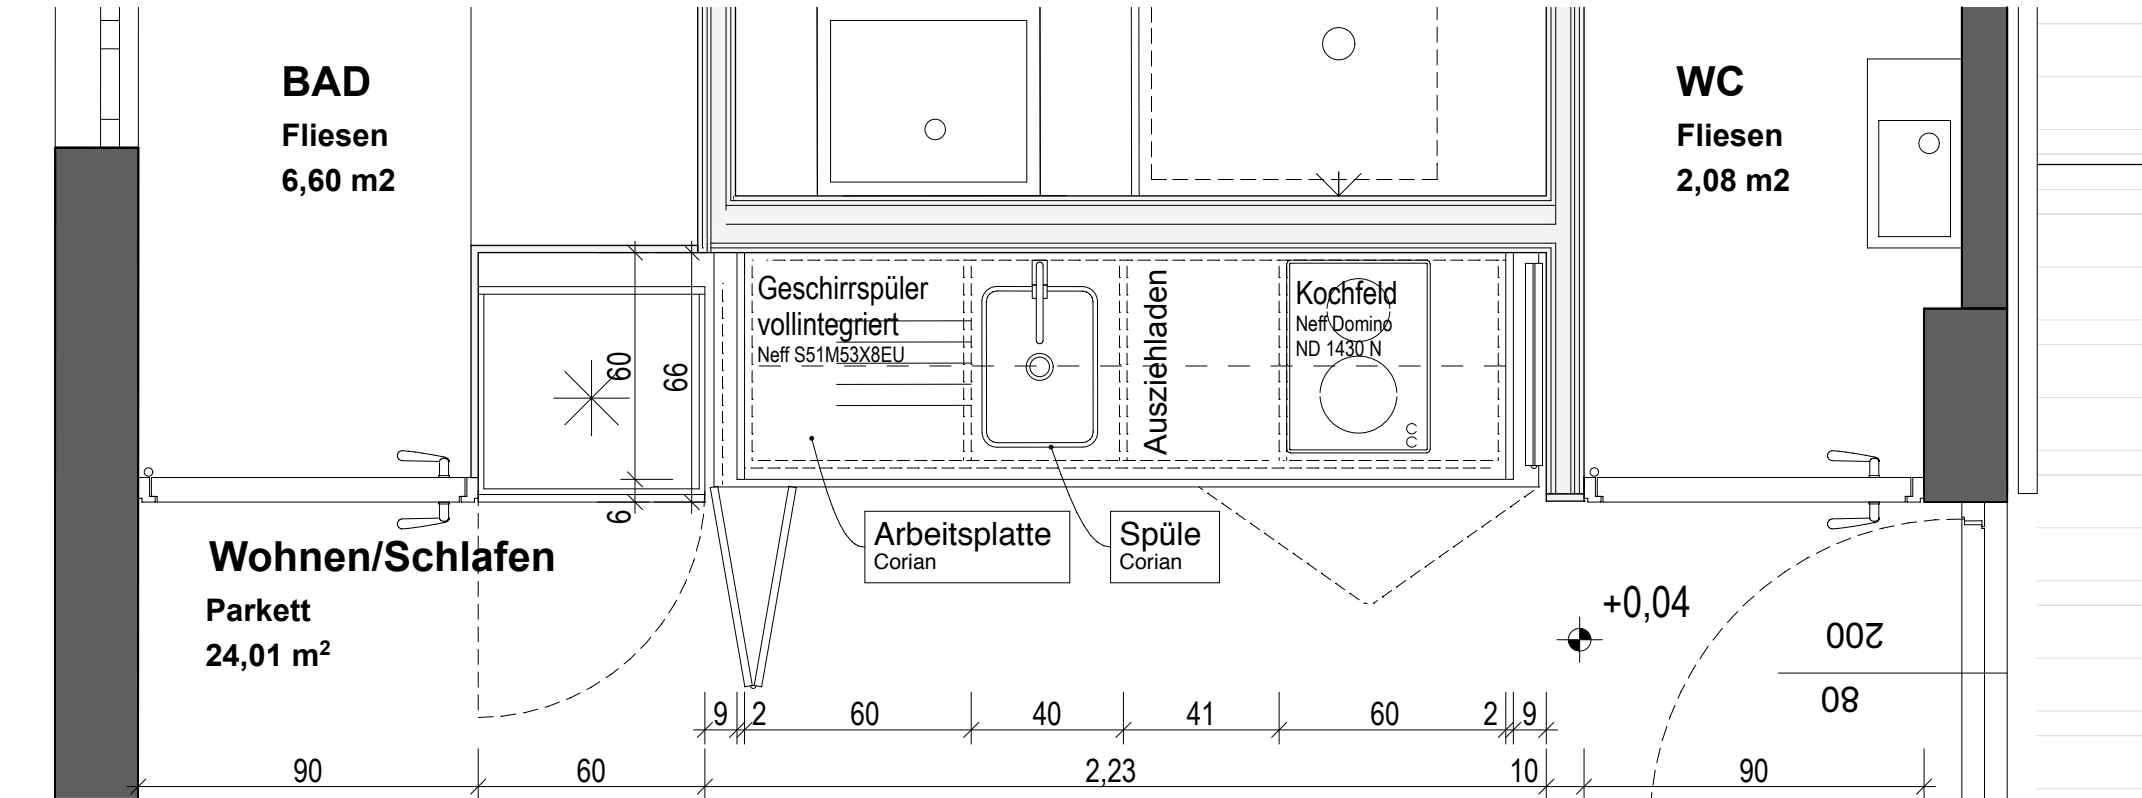 BAD
Fliesen
6,60 m2
WC
Fliesen
2,08 m2
Geschirrspüler
vollintegriert
Neff S51M53X8EU
Ausziehladen
Kochfeld
Neff Domino
ND 1430 N
60
66
6
Arbeitsplatte
Corian
Spüle
Corian
Wohnen/Schlafen
Parkett
24,01 m²
+0,04
200
80
9 2 60 40 41 60 2 9
90 60 2,23 10 90